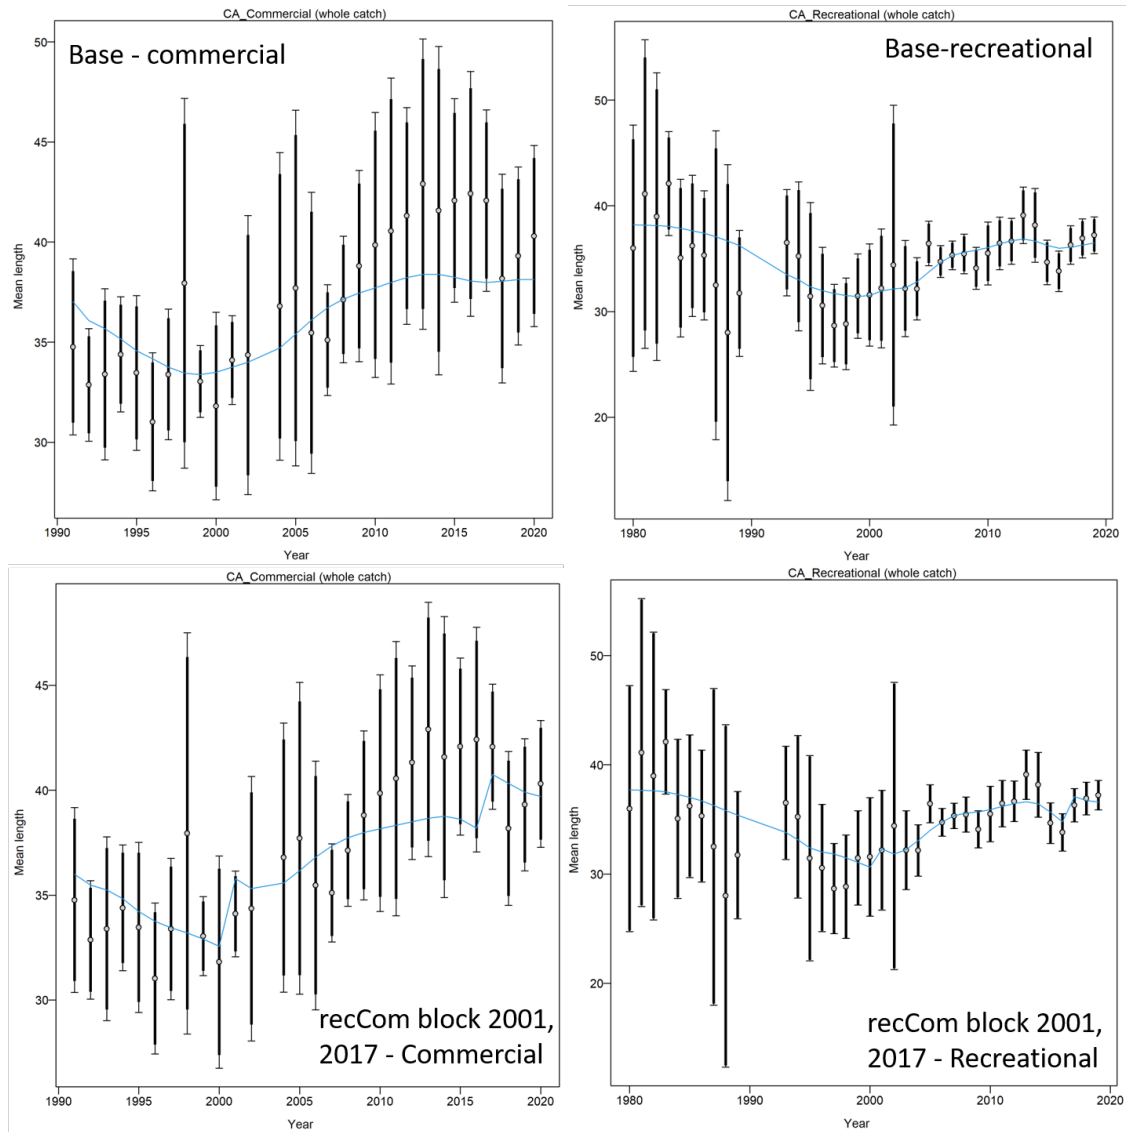 CA_Commercial (whole catch)
Base - commercial
Mean length
50
45
40
35
30
1990 1995 2000 2005 2010 2015 2020
Year
CA_Recreational (whole catch)
Base-recreational
Mean length
50
40
30
20
1980 1990 2000 2010 2020
Year
CA_Commercial (whole catch)
Mean length
45
40
35
30
recCom block 2001,
2017 - Commercial
1990 1995 2000 2005 2010 2015 2020
Year
CA_Recreational (whole catch)
Mean length
50
40
30
20
recCom block 2001,
2017 - Recreational
1980 1990 2000 2010 2020
Year